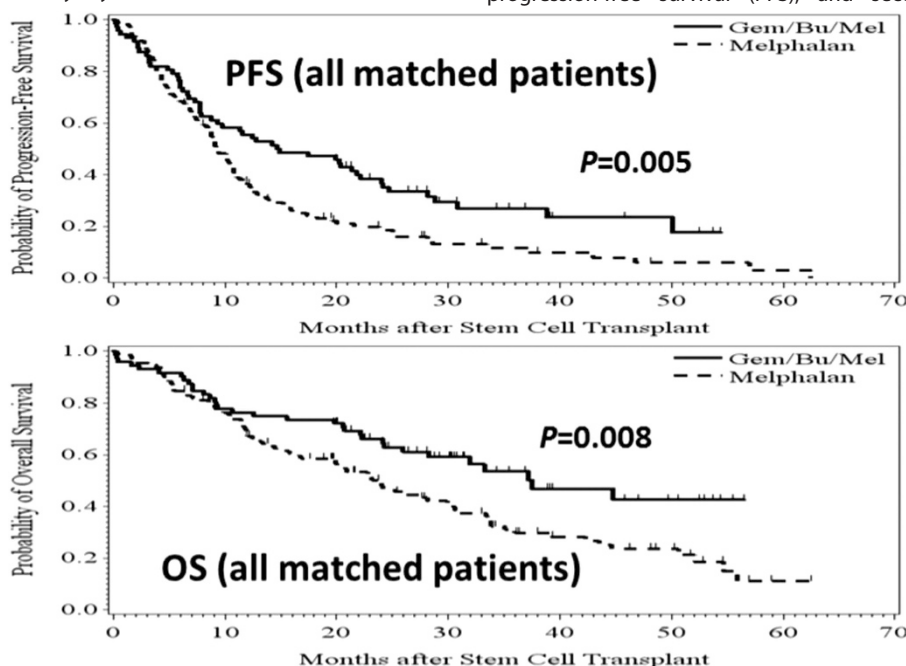 progression-free survival (PFS), and
1.0
Gem/Bu/Mel
Melphalan
0.8
PFS (all matched patients)
0.6
P=0.005
0.4
0.2
0.0
0 10 20 30 40 50 60 70
Probability of Progression-Free Survival
Months after Stem Cell Transplant
1.0
Gem/Bu/Mel
Melphalan
0.8
P=0.008
0.6
0.4
OS (all matched patients)
0.2
0.0
0 10 20 30 40 50 60 70
Probability of Overall Survival
Months after Stem Cell Transplant